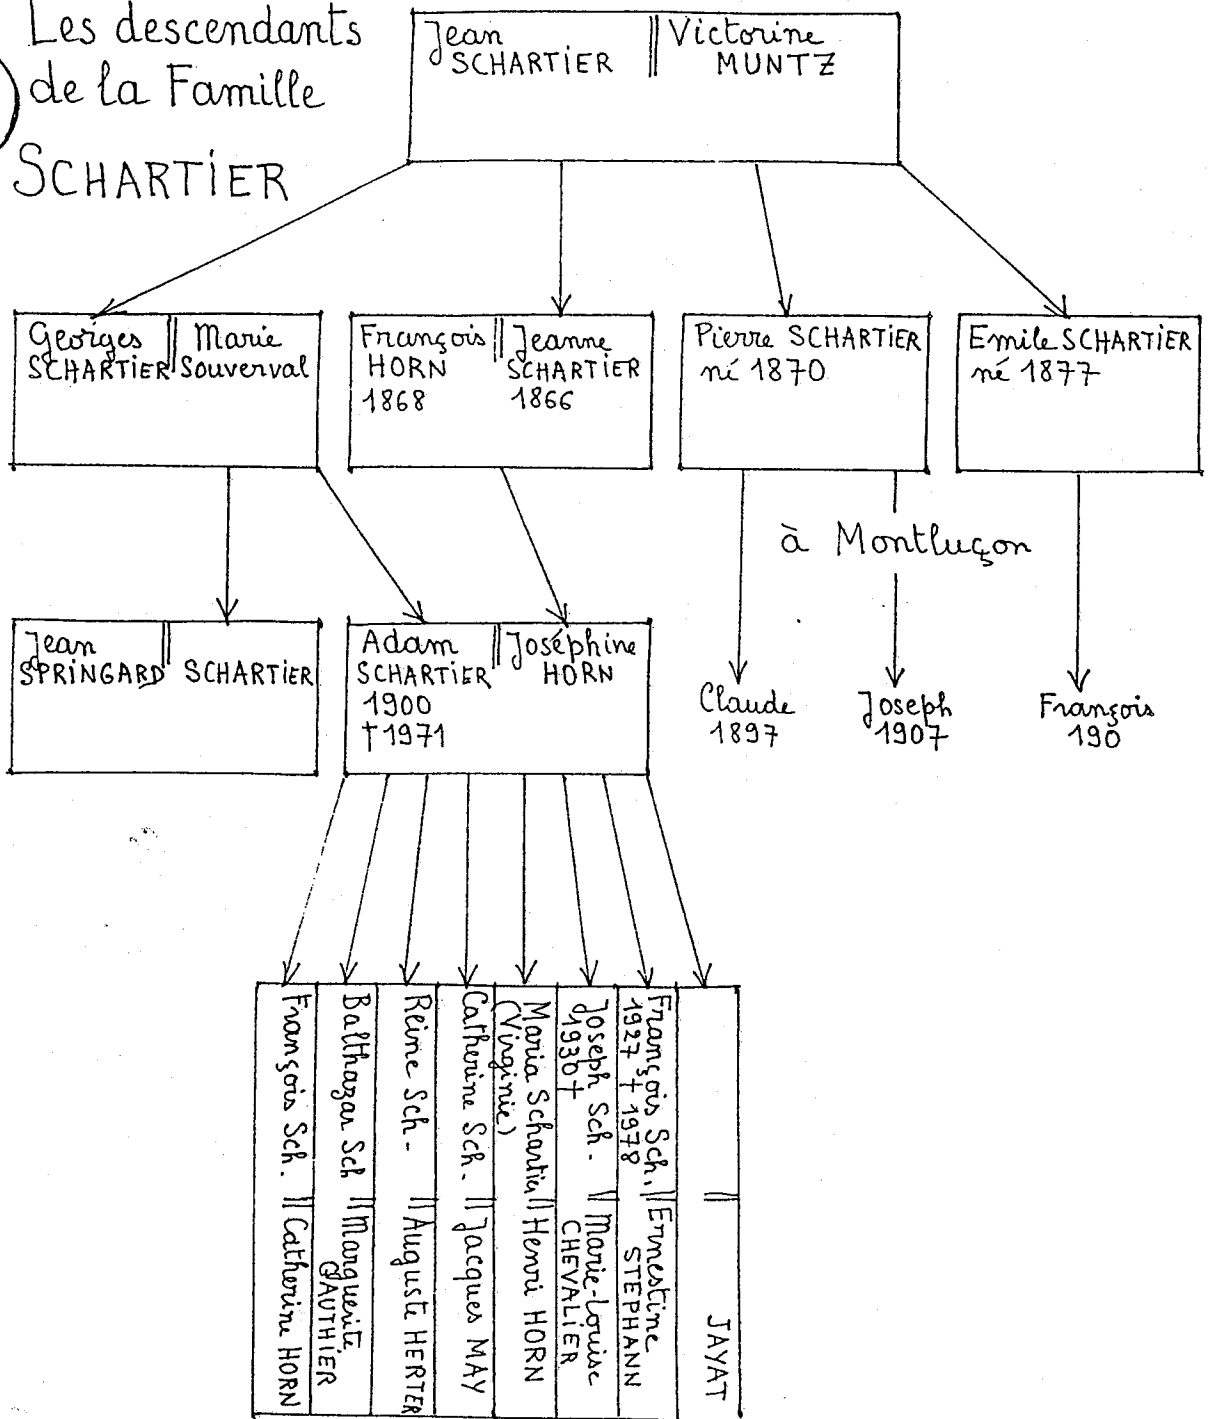 Les descendants
de la Famille
SCHARTIER
Jean || Victorine
SCHARTIER MUNTZ
Georges || Marie
SCHARTIER Souverval
François || Jeanne
HORN SCHARTIER
1868 1866
Pierre SCHARTIER
né 1870
Emile SCHARTIER
né 1877
à Montluçon
Jean ||
SPRINGARD SCHARTIER
Adam || Joséphine
SCHARTIER HORN
1900
†1971
Claude
1897
Joseph
1907
François
190
François Sch. || Catherine HORN
Balthazar Sch || Marguerite
GAUTHIER
Reine Sch. || Auguste HERTER
Catherine Sch. || Jacques MAY
Maria Schartier || Henri HORN
(Virginie)
Joseph Sch. || Marie-Louise
1930† CHEVALIER
François Sch. || Ernestine
1927 † 1978 STEPHANN
|| JAYAT